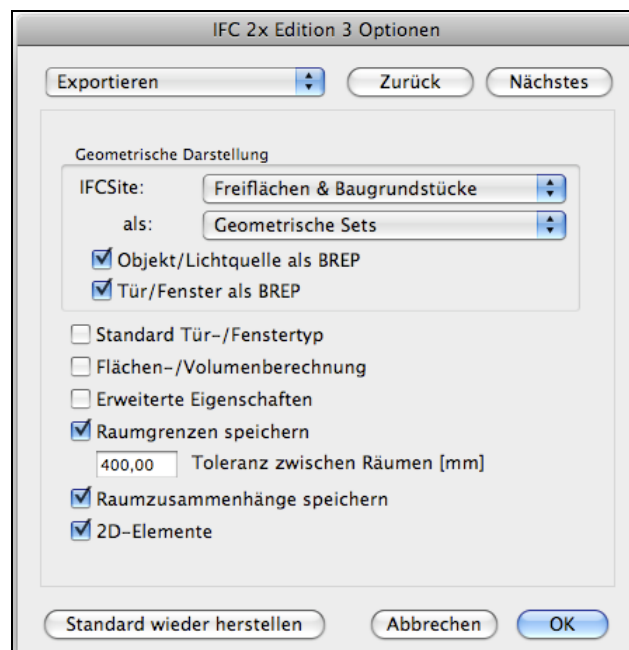 IFC 2x Edition 3 Optionen
Exportieren Zurück Nächstes
Geometrische Darstellung
IFCSite: Freiflächen & Baugrundstücke
als: Geometrische Sets
Objekt/Lichtquelle als BREP
Tür/Fenster als BREP
Standard Tür-/Fenstertyp
Flächen-/Volumenberechnung
Erweiterte Eigenschaften
Raumgrenzen speichern
400,00 Toleranz zwischen Räumen [mm]
Raumzusammenhänge speichern
2D-Elemente
Standard wieder herstellen Abbrechen OK